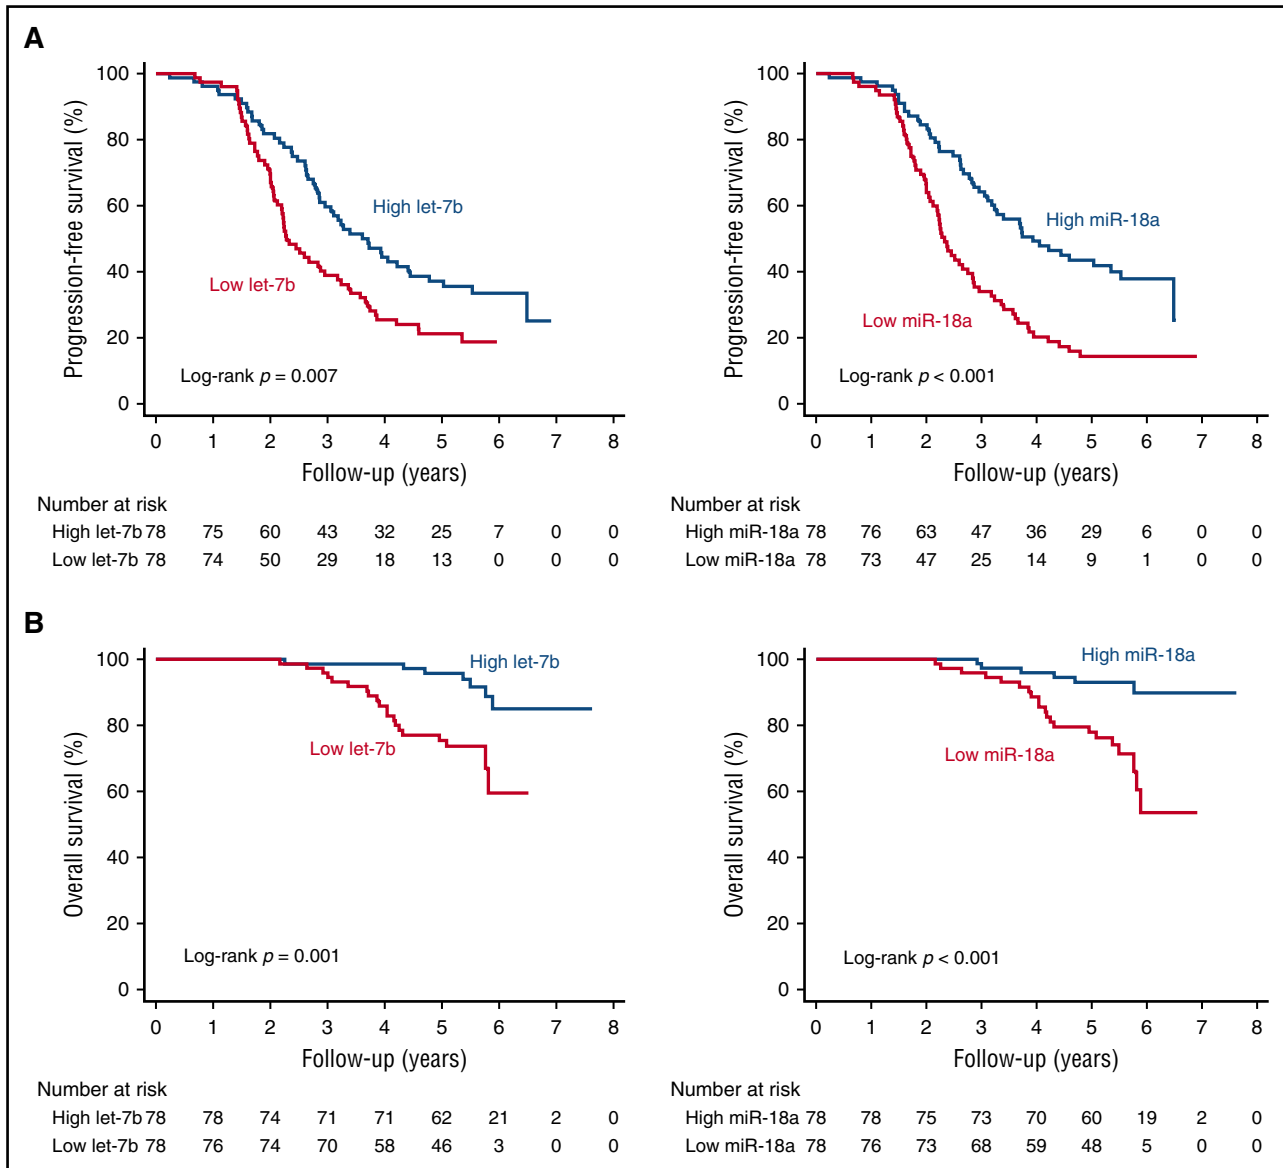 A
100
80
60
40
20
0
Progression-free survival (%)
High let-7b
Low let-7b
Log-rank p = 0.007
0 1 2 3 4 5 6 7 8
Follow-up (years)
Number at risk
High let-7b 78 75 60 43 32 25 7 0 0
Low let-7b 78 74 50 29 18 13 0 0 0
100
80
60
40
20
0
Progression-free survival (%)
High miR-18a
Low miR-18a
Log-rank p < 0.001
0 1 2 3 4 5 6 7 8
Follow-up (years)
Number at risk
High miR-18a 78 76 63 47 36 29 6 0 0
Low miR-18a 78 73 47 25 14 9 1 0 0
B
100
80
60
40
20
0
Overall survival (%)
High let-7b
Low let-7b
Log-rank p = 0.001
0 1 2 3 4 5 6 7 8
Follow-up (years)
Number at risk
High let-7b 78 78 74 71 71 62 21 2 0
Low let-7b 78 76 74 70 58 46 3 0 0
100
80
60
40
20
0
Overall survival (%)
High miR-18a
Low miR-18a
Log-rank p < 0.001
0 1 2 3 4 5 6 7 8
Follow-up (years)
Number at risk
High miR-18a 78 78 75 73 70 60 19 2 0
Low miR-18a 78 76 73 68 59 48 5 0 0